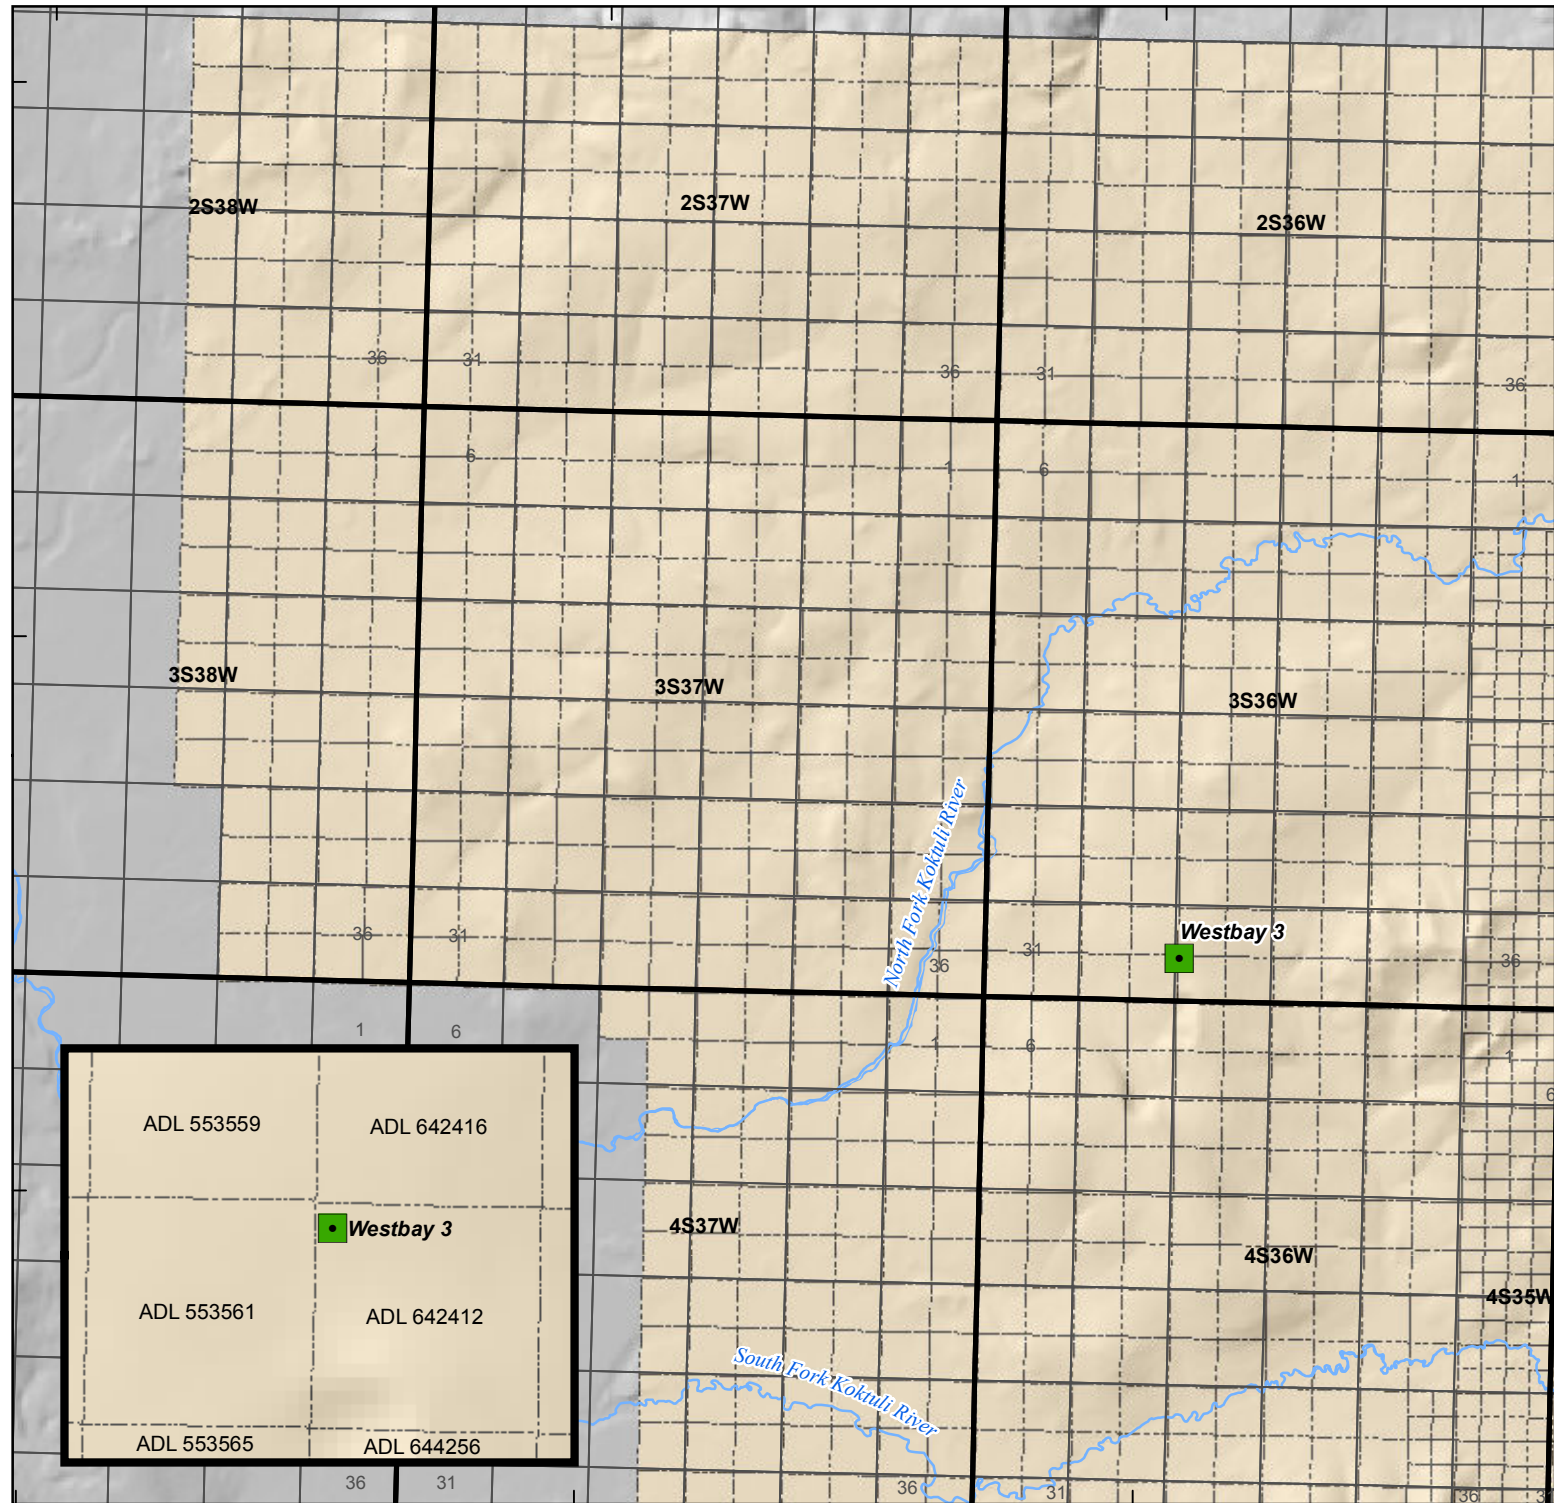 2S38W
2S37W
2S36W
36
31
36
31
36
1
6
1
6
1
3S38W
3S37W
3S36W
North Fork Koktuli River
Westbay 3
36
31
36
31
36
1
6
1
6
1
6
ADL 553559
ADL 642416
Westbay 3
4S37W
4S36W
4S35W
ADL 553561
ADL 642412
South Fork Koktuli River
ADL 553565
ADL 644256
36
31
36
31
36
31